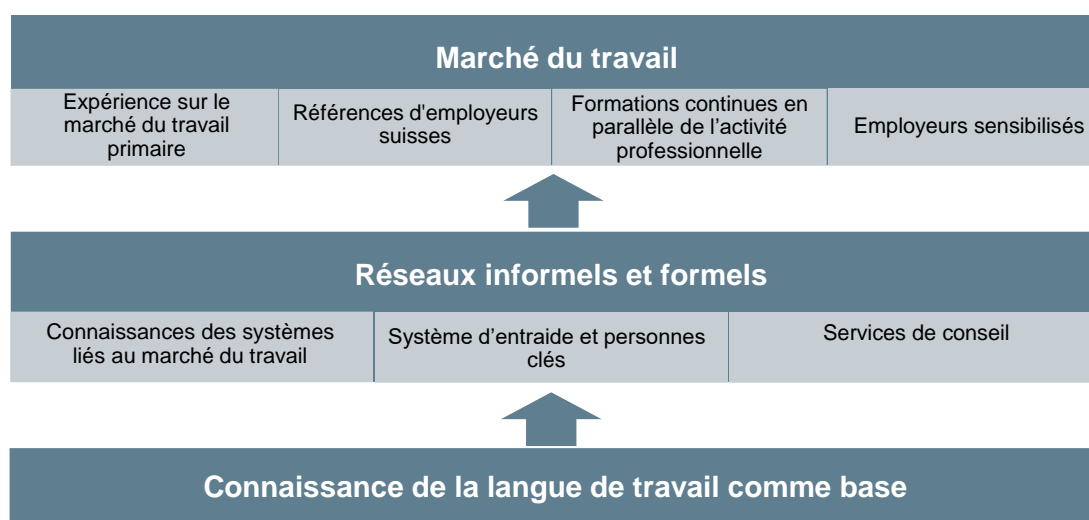 Marché du travail
Expérience sur le
marché du travail
primaire
Références d'employeurs
suisses
Formations continues en
parallèle de l’activité
professionnelle
Employeurs sensibilisés
Réseaux informels et formels
Connaissances des systèmes
liés au marché du travail
Système d’entraide et personnes
clés
Services de conseil
Connaissance de la langue de travail comme base